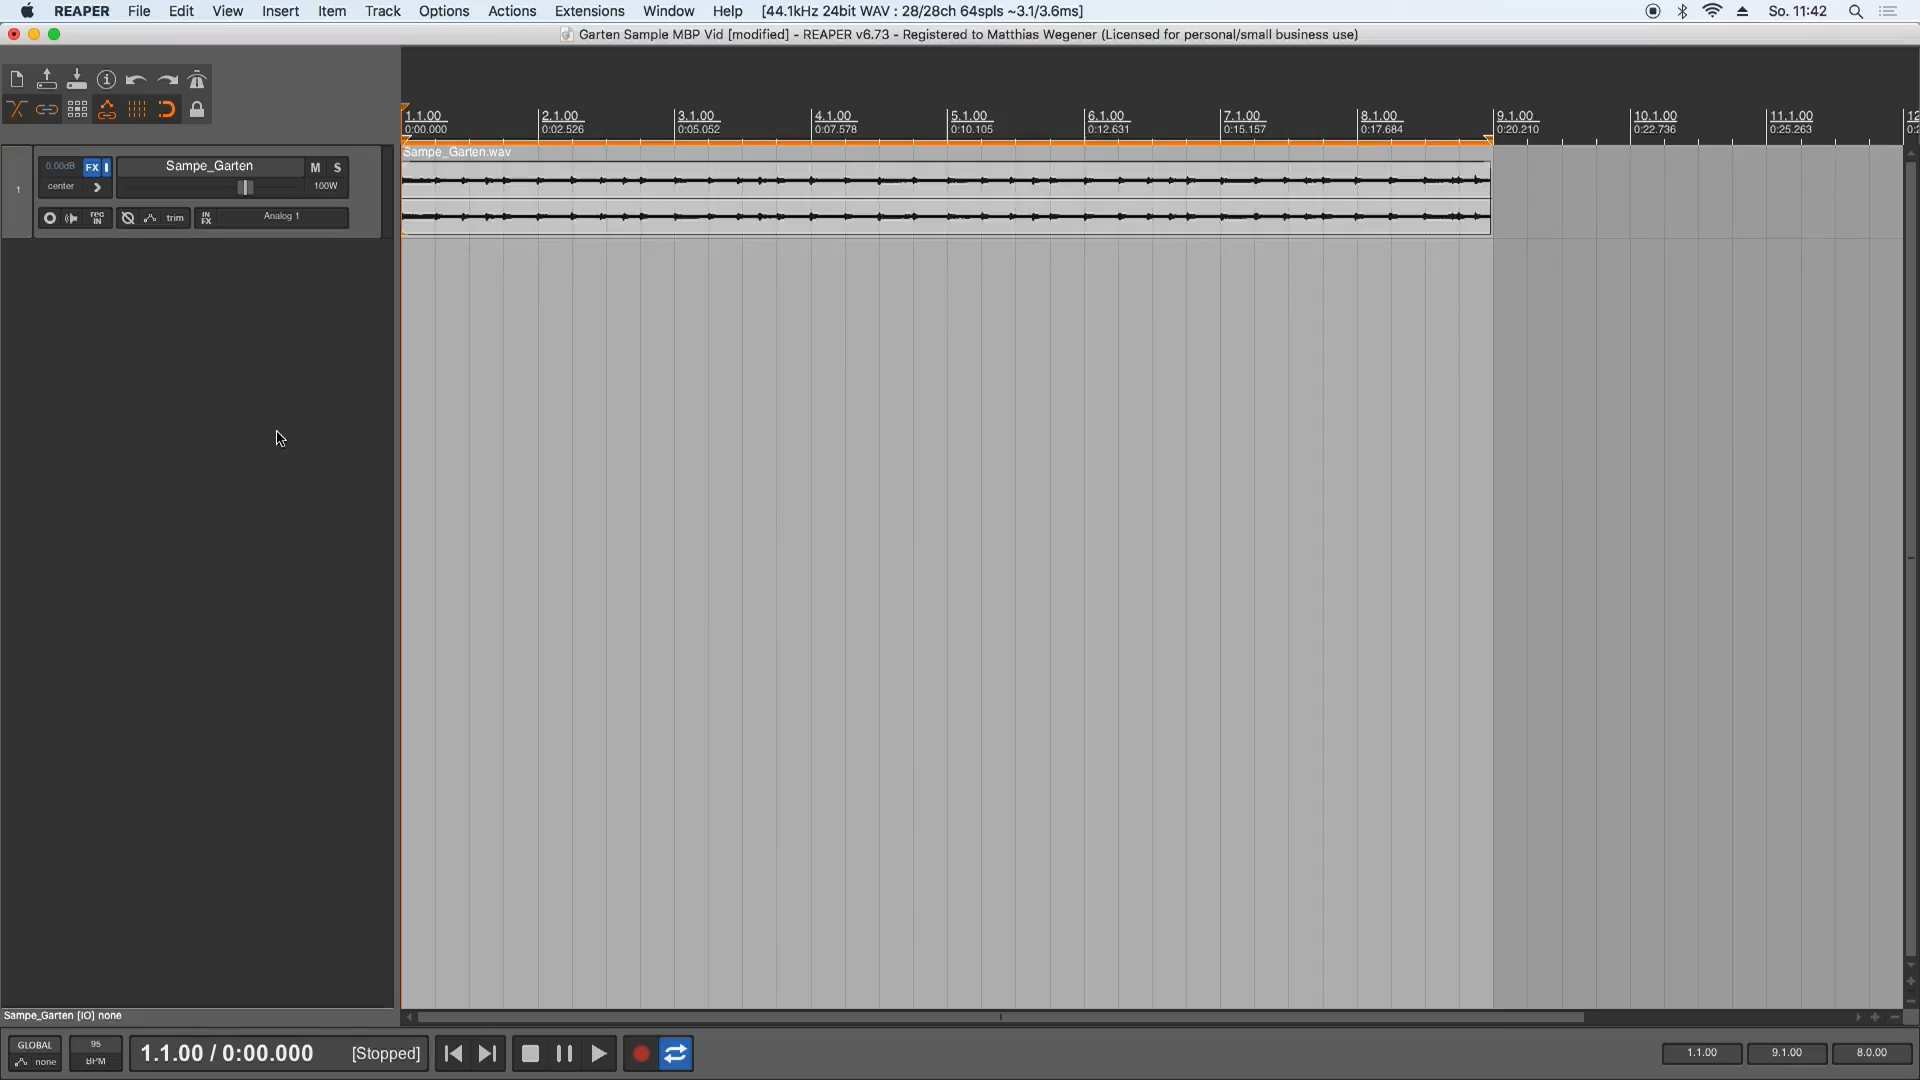 REAPER File Edit View Insert Item Track Options Actions Extensions Window Help [44.1kHz 24bit WAV : 28/28ch 64spls ~3.1/3.6ms] So. 11:42
Garten Sample MBP Vid [modified] - REAPER v6.73 - Registered to Matthias Wegener (Licensed for personal/small business use)
1.1.00 2.1.00 3.1.00 4.1.00 5.1.00 6.1.00 7.1.00 8.1.00 9.1.00 10.1.00 11.1.00 12
0:00.000 0:02.526 0:05.052 0:07.578 0:10.105 0:12.631 0:15.157 0:17.684 0:20.210 0:22.736 0:25.263 0:2
Sampe_Garten.wav
0.00dB FX Sampe_Garten M S
1 center 100W
rec IN trim IN FX Analog 1
Sampe_Garten [IO] none
GLOBAL none 95 BPM 1.1.00 / 0:00.000 [Stopped] 1.1.00 9.1.00 8.0.00